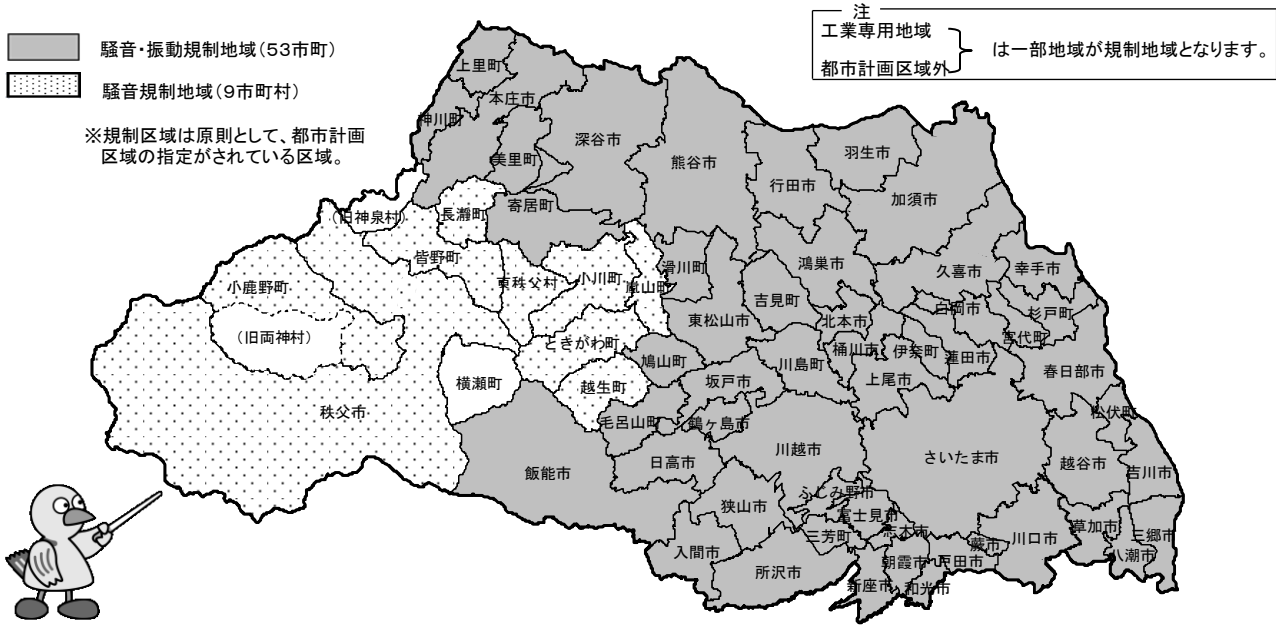 騒音・振動規制地域(53市町)
騒音規制地域(9市町村)
※規制区域は原則として、都市計画
区域の指定がされている区域。
注
工業専用地域
都市計画区域外
は一部地域が規制地域となります。
上里町
本庄市
神川町
美里町
深谷市
熊谷市
行田市
羽生市
加須市
(旧神泉村)
長瀞町
寄居町
皆野町
東秩父村
小川町
嵐山町
滑川町
鴻巣市
久喜市
幸手市
小鹿野町
(旧両神村)
吉見町
東松山市
北本市
白岡市
杉戸町
宮代町
ときがわ町
鳩山町
川島町
桶川市
伊奈町
蓮田市
春日部市
横瀬町
越生町
坂戸市
上尾市
松伏町
秩父市
毛呂山町
鶴ヶ島市
川越市
さいたま市
越谷市
吉川市
飯能市
日高市
ふじみ野市
狭山市
富士見市
三芳町
志木市
川口市
草加市
三郷市
入間市
所沢市
朝霞市
蕨市
戸田市
八潮市
新座市
和光市